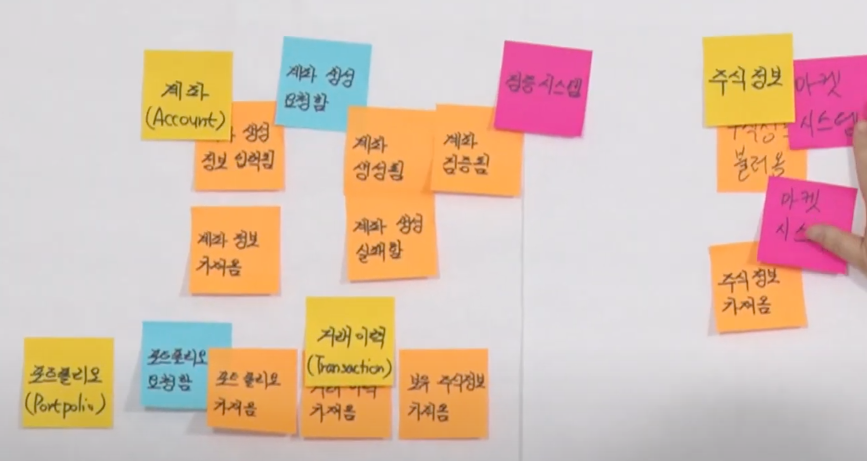 계좌
(Account)
계좌 생성
요청함
검증시스템
생성
정보 입력됨
계좌
생성됨
계좌
검증됨
계좌 정보
가져옴
계좌 생성
실패함
포트폴리오
(Portpolio)
포트폴리오
요청함
포트폴리오
가져옴
거래이력
(Transaction)
거래 이력
가져옴
보유 주식정보
가져옴
주식정보
마켓
시스템
주식정보
불러옴
마켓
시스
주식정보
가져옴